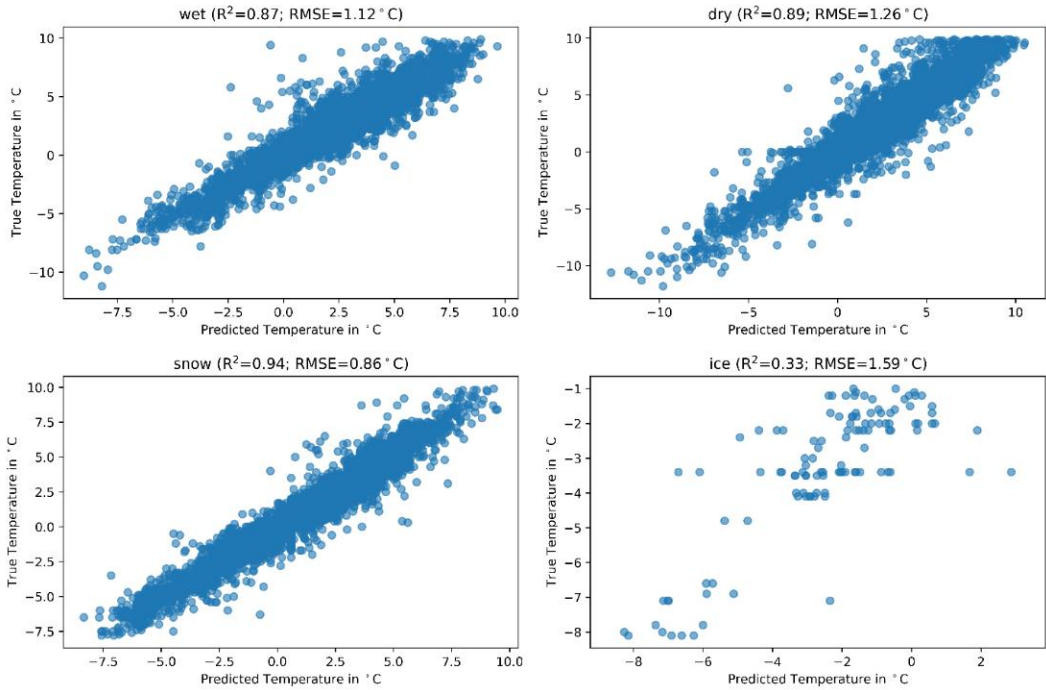 wet (R²=0.87; RMSE=1.12°C)
True Temperature in °C
10
5
0
−5
−10
−7.5 −5.0 −2.5 0.0 2.5 5.0 7.5 10.0
Predicted Temperature in °C
dry (R²=0.89; RMSE=1.26°C)
True Temperature in °C
10
5
0
−5
−10
−10 −5 0 5 10
Predicted Temperature in °C
snow (R²=0.94; RMSE=0.86°C)
True Temperature in °C
10.0
7.5
5.0
2.5
0.0
−2.5
−5.0
−7.5
−7.5 −5.0 −2.5 0.0 2.5 5.0 7.5 10.0
Predicted Temperature in °C
ice (R²=0.33; RMSE=1.59°C)
True Temperature in °C
−1
−2
−3
−4
−5
−6
−7
−8
−8 −6 −4 −2 0 2
Predicted Temperature in °C